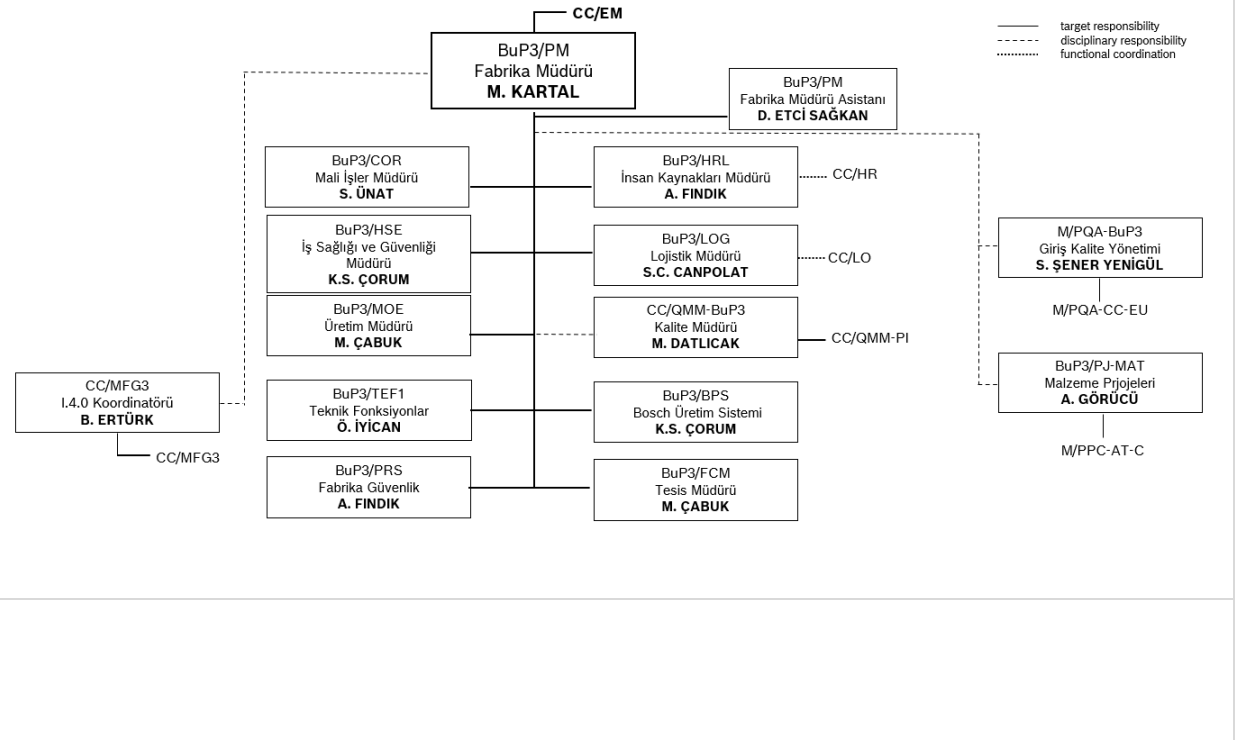 CC/EM
target responsibility
disciplinary responsibility
functional coordination
BuP3/PM
Fabrika Müdürü
M. KARTAL
BuP3/PM
Fabrika Müdürü Asistanı
D. ETCİ SAĞKAN
BuP3/COR
Mali İşler Müdürü
S. ÜNAT
BuP3/HRL
İnsan Kaynakları Müdürü
A. FINDIK
CC/HR
BuP3/HSE
İş Sağlığı ve Güvenliği
Müdürü
K.S. ÇORUM
BuP3/LOG
Lojistik Müdürü
S.C. CANPOLAT
CC/LO
M/PQA-BuP3
Giriş Kalite Yönetimi
S. ŞENER YENİGÜL
M/PQA-CC-EU
BuP3/MOE
Üretim Müdürü
M. ÇABUK
CC/QMM-BuP3
Kalite Müdürü
M. DATLICAK
CC/QMM-PI
CC/MFG3
I.4.0 Koordinatörü
B. ERTÜRK
CC/MFG3
BuP3/TEF1
Teknik Fonksiyonlar
Ö. İYİCAN
BuP3/BPS
Bosch Üretim Sistemi
K.S. ÇORUM
BuP3/PJ-MAT
Malzeme Prjojeleri
A. GÖRÜCÜ
M/PPC-AT-C
BuP3/PRS
Fabrika Güvenlik
A. FINDIK
BuP3/FCM
Tesis Müdürü
M. ÇABUK